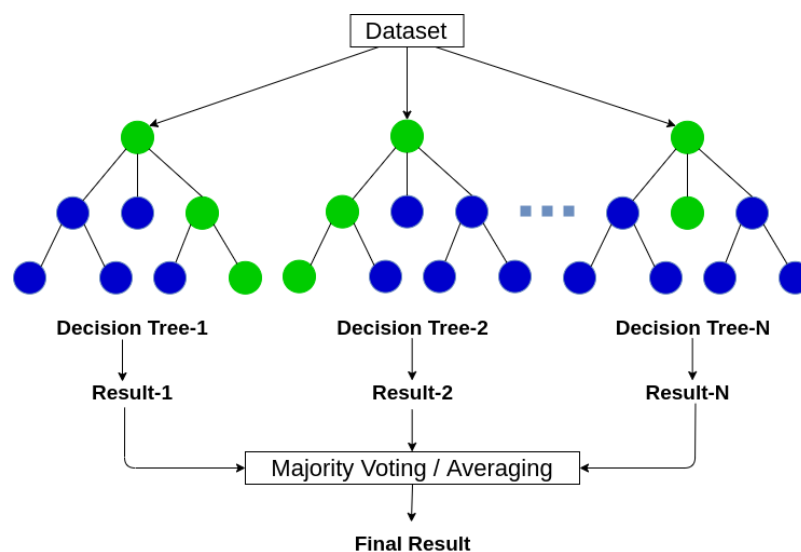 Dataset
Decision Tree-1
Decision Tree-2
Decision Tree-N
Result-1
Result-2
Result-N
Majority Voting / Averaging
Final Result